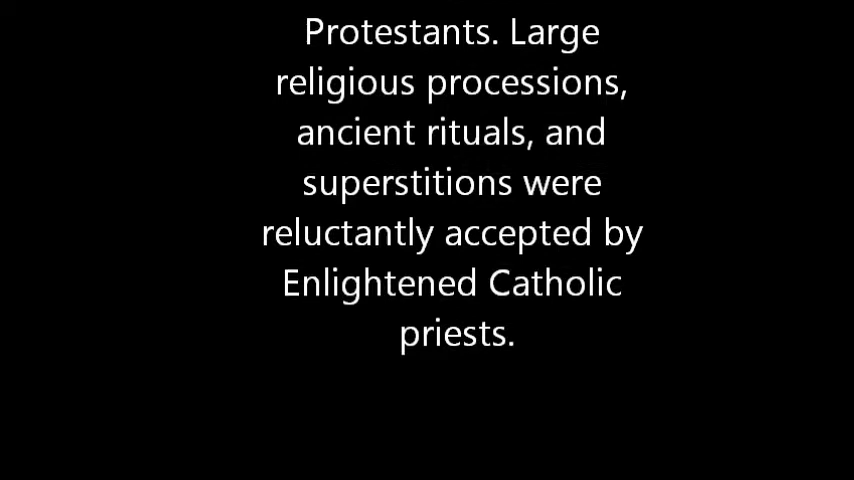 Protestants. Large
religious processions,
ancient rituals, and
superstitions were
reluctantly accepted by
Enlightened Catholic
priests.